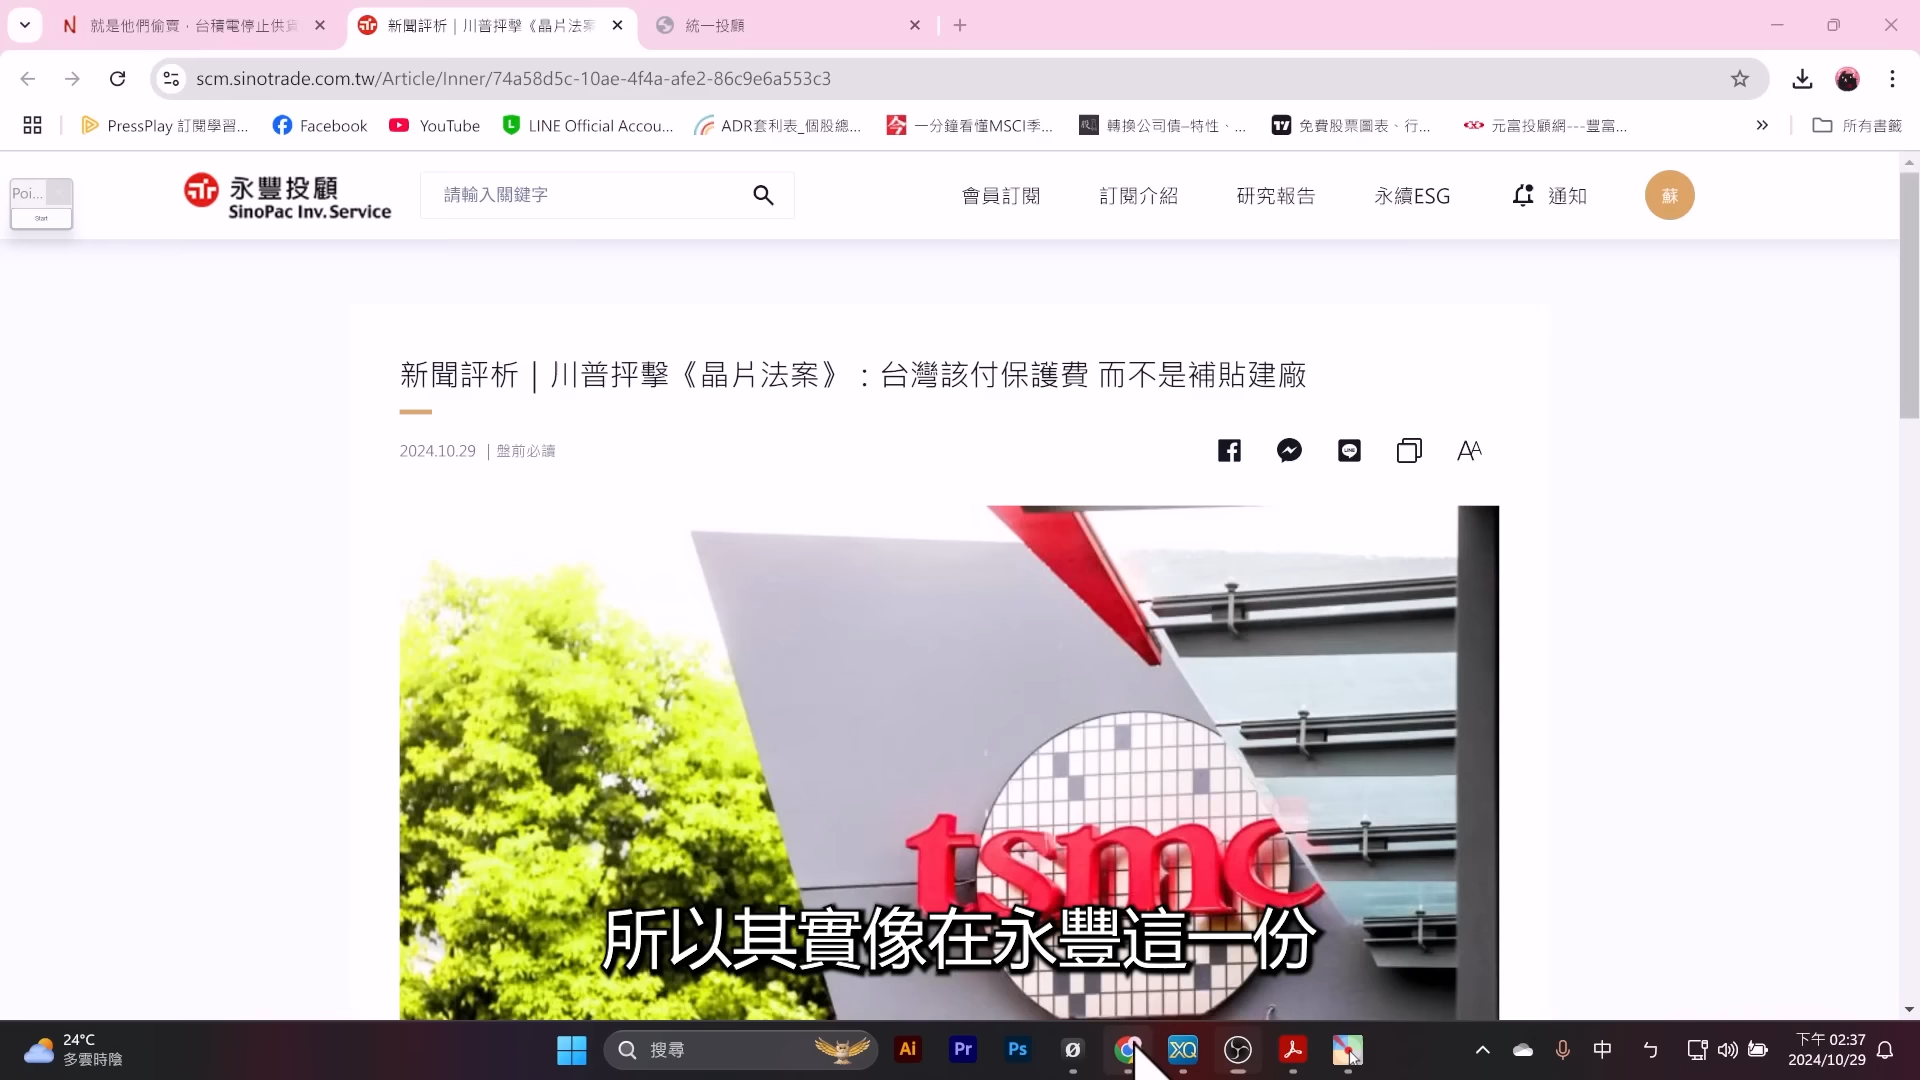 就是他們偷賣，台積電停止供貨
新聞評析｜川普抨擊《晶片法案
統一投顧
scm.sinotrade.com.tw/Article/Inner/74a58d5c-10ae-4f4a-afe2-86c9e6a553c3
PressPlay 訂閱學習...
Facebook
YouTube
LINE Official Accou...
ADR套利表_個股總...
一分鐘看懂MSCI季...
轉換公司債–特性、...
免費股票圖表、行...
元富投顧網---豐富...
所有書籤
Poi...
Start
永豐投顧
SinoPac Inv. Service
請輸入關鍵字
會員訂閱
訂閱介紹
研究報告
永續ESG
通知
蘇
新聞評析｜川普抨擊《晶片法案》：台灣該付保護費 而不是補貼建廠
2024.10.29 ｜盤前必讀
tsmc
所以其實像在永豐這一份
24°C
多雲時陰
搜尋
Ai
Pr
Ps
XQ
中
ㄅ
下午 02:37
2024/10/29